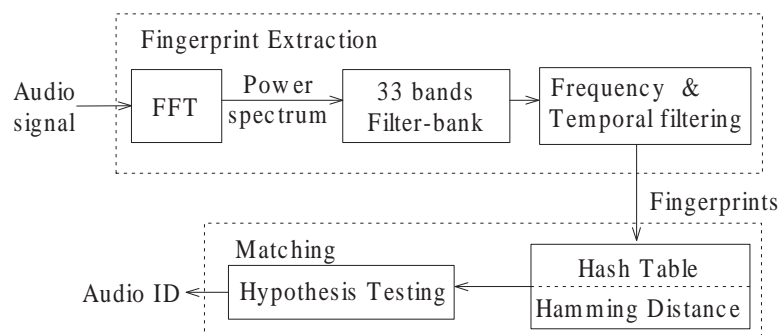 Fingerprint Extraction
Audio
signal
FFT
Power
spectrum
33 bands
Filter-bank
Frequency &
Temporal filtering
Fingerprints
Matching
Hash Table
Hamming Distance
Hypothesis Testing
Audio ID